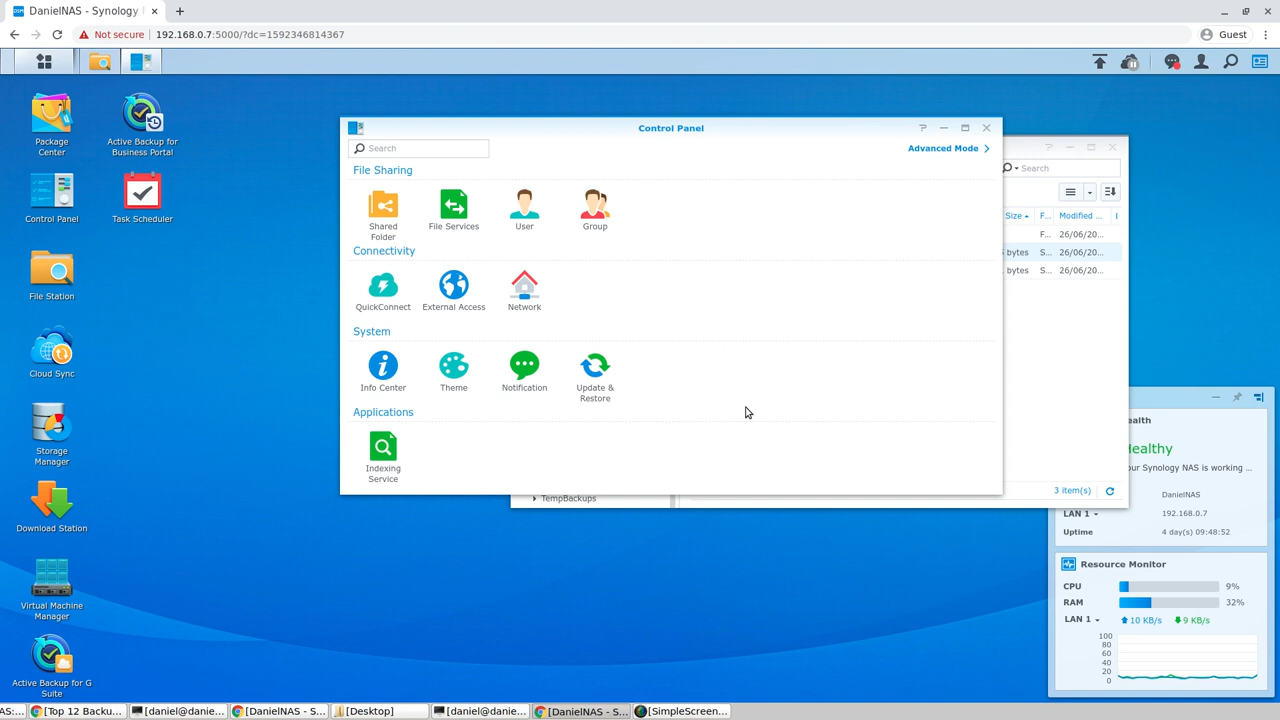 DanielNAS - Synology
Not secure
192.168.0.7:5000/?dc=1592346814367
Guest
Package
Center
Active Backup for
Business Portal
Control Panel
Task Scheduler
File Station
Cloud Sync
Storage
Manager
Download Station
Virtual Machine
Manager
Active Backup for G
Suite
Control Panel
Search
Advanced Mode
File Sharing
Shared
Folder
File Services
User
Group
Connectivity
QuickConnect
External Access
Network
System
Info Center
Theme
Notification
Update &
Restore
Applications
Indexing
Service
Search
Size
F...
Modified ...
F...
26/06/20...
bytes
S...
26/06/20...
bytes
S...
26/06/20...
TempBackups
3 item(s)
ealth
Healthy
our Synology NAS is working ...
DanielNAS
LAN 1
192.168.0.7
Uptime
4 day(s) 09:48:52
Resource Monitor
CPU
9%
RAM
32%
LAN 1
10 KB/s
9 KB/s
100
80
60
40
20
0
AS:...
[Top 12 Backu...
[daniel@danie...
[DanielNAS - S...
[Desktop]
[daniel@danie...
[DanielNAS - S...
[SimpleScreen...